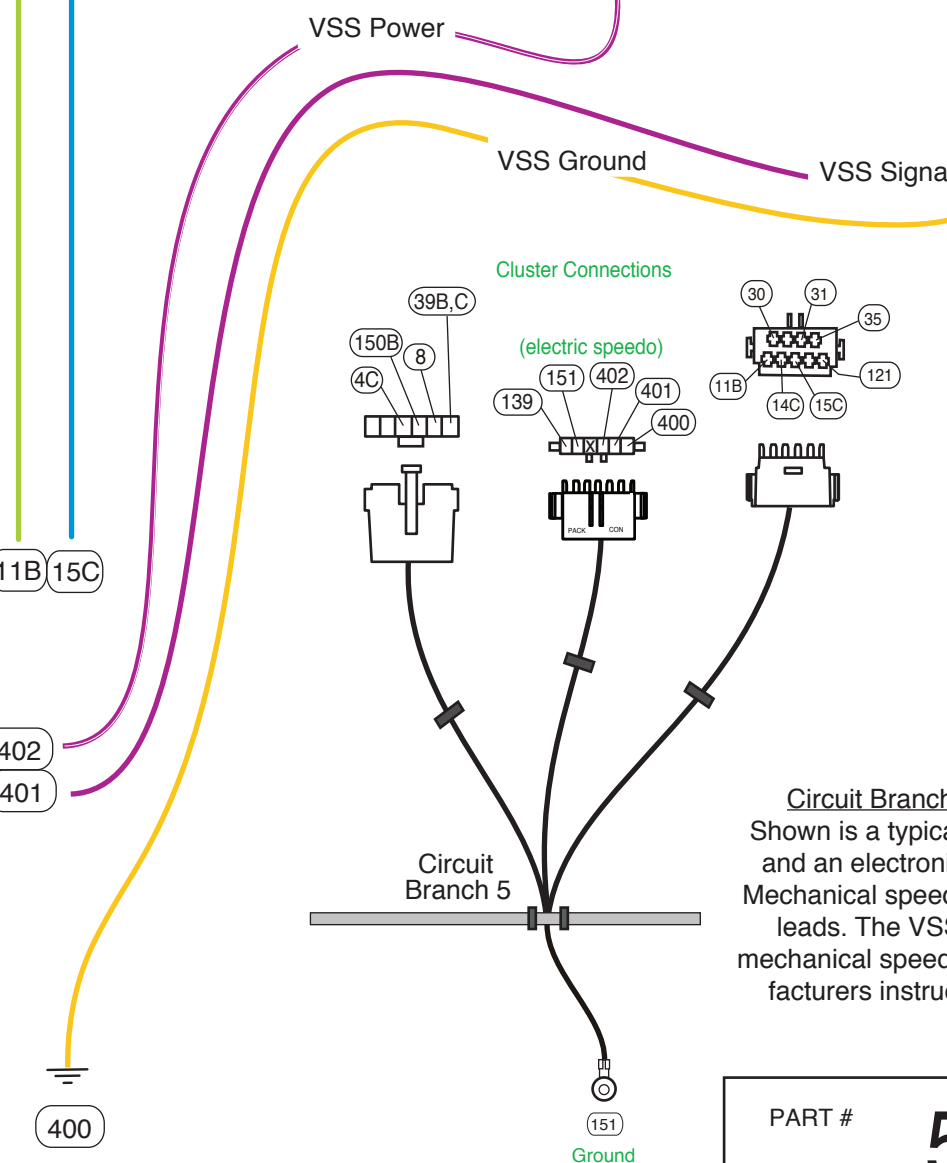 VSS Power
VSS Ground
VSS Signa
Cluster Connections
(electric speedo)
39B,C
150B
8
4C
151
402
139
401
400
30
31
35
11B
14C
15C
121
PACK
CON
11B
15C
402
401
Circuit
Branch 5
Circuit Branch
Shown is a typica
and an electroni
Mechanical speed
leads. The VSS
mechanical speed
facturers instruc
400
151
Ground
PART #
5